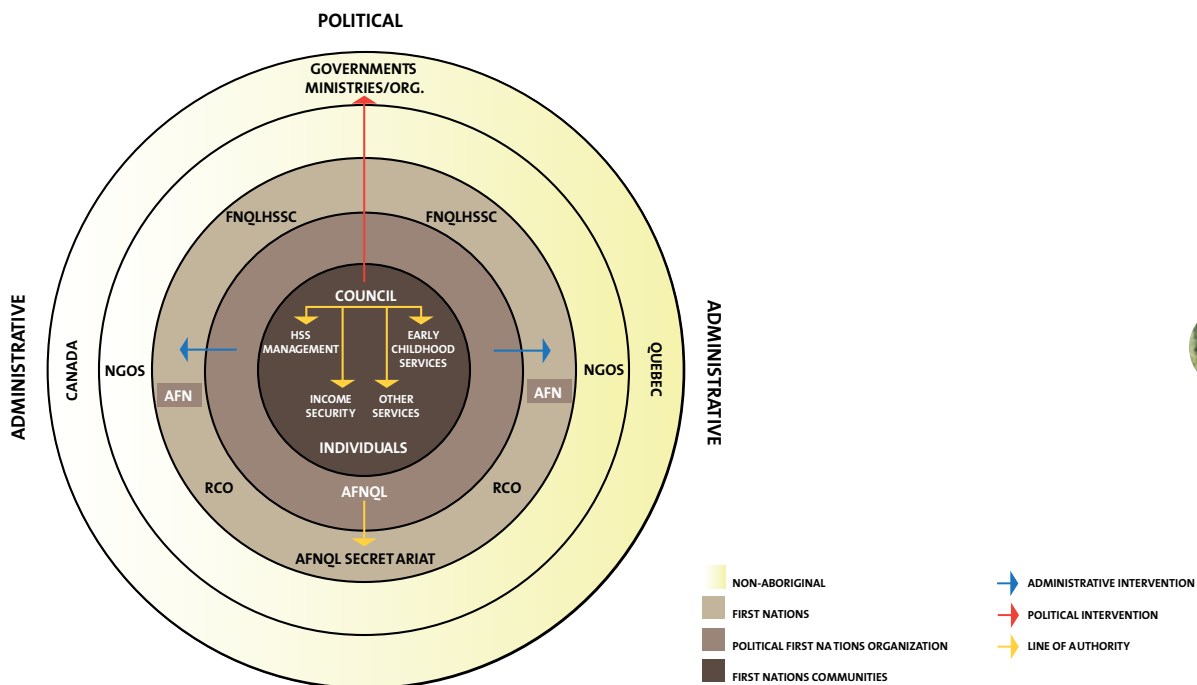 POLITICAL
GOVERNMENTS
MINISTRIES/ORG.
FNQLHSSC
FNQLHSSC
COUNCIL
HSS
MANAGEMENT
EARLY
CHILDHOOD
SERVICES
INCOME
SECURITY
OTHER
SERVICES
INDIVIDUALS
ADMINISTRATIVE
CANADA
NGOS
AFN
AFN
NGOS
QUEBEC
ADMINISTRATIVE
RCO
RCO
AFNQL
AFNQL SECRETARIAT
NON-ABORIGINAL
FIRST NATIONS
POLITICAL FIRST NATIONS ORGANIZATION
FIRST NATIONS COMMUNITIES
ADMINISTRATIVE INTERVENTION
POLITICAL INTERVENTION
LINE OF AUTHORITY